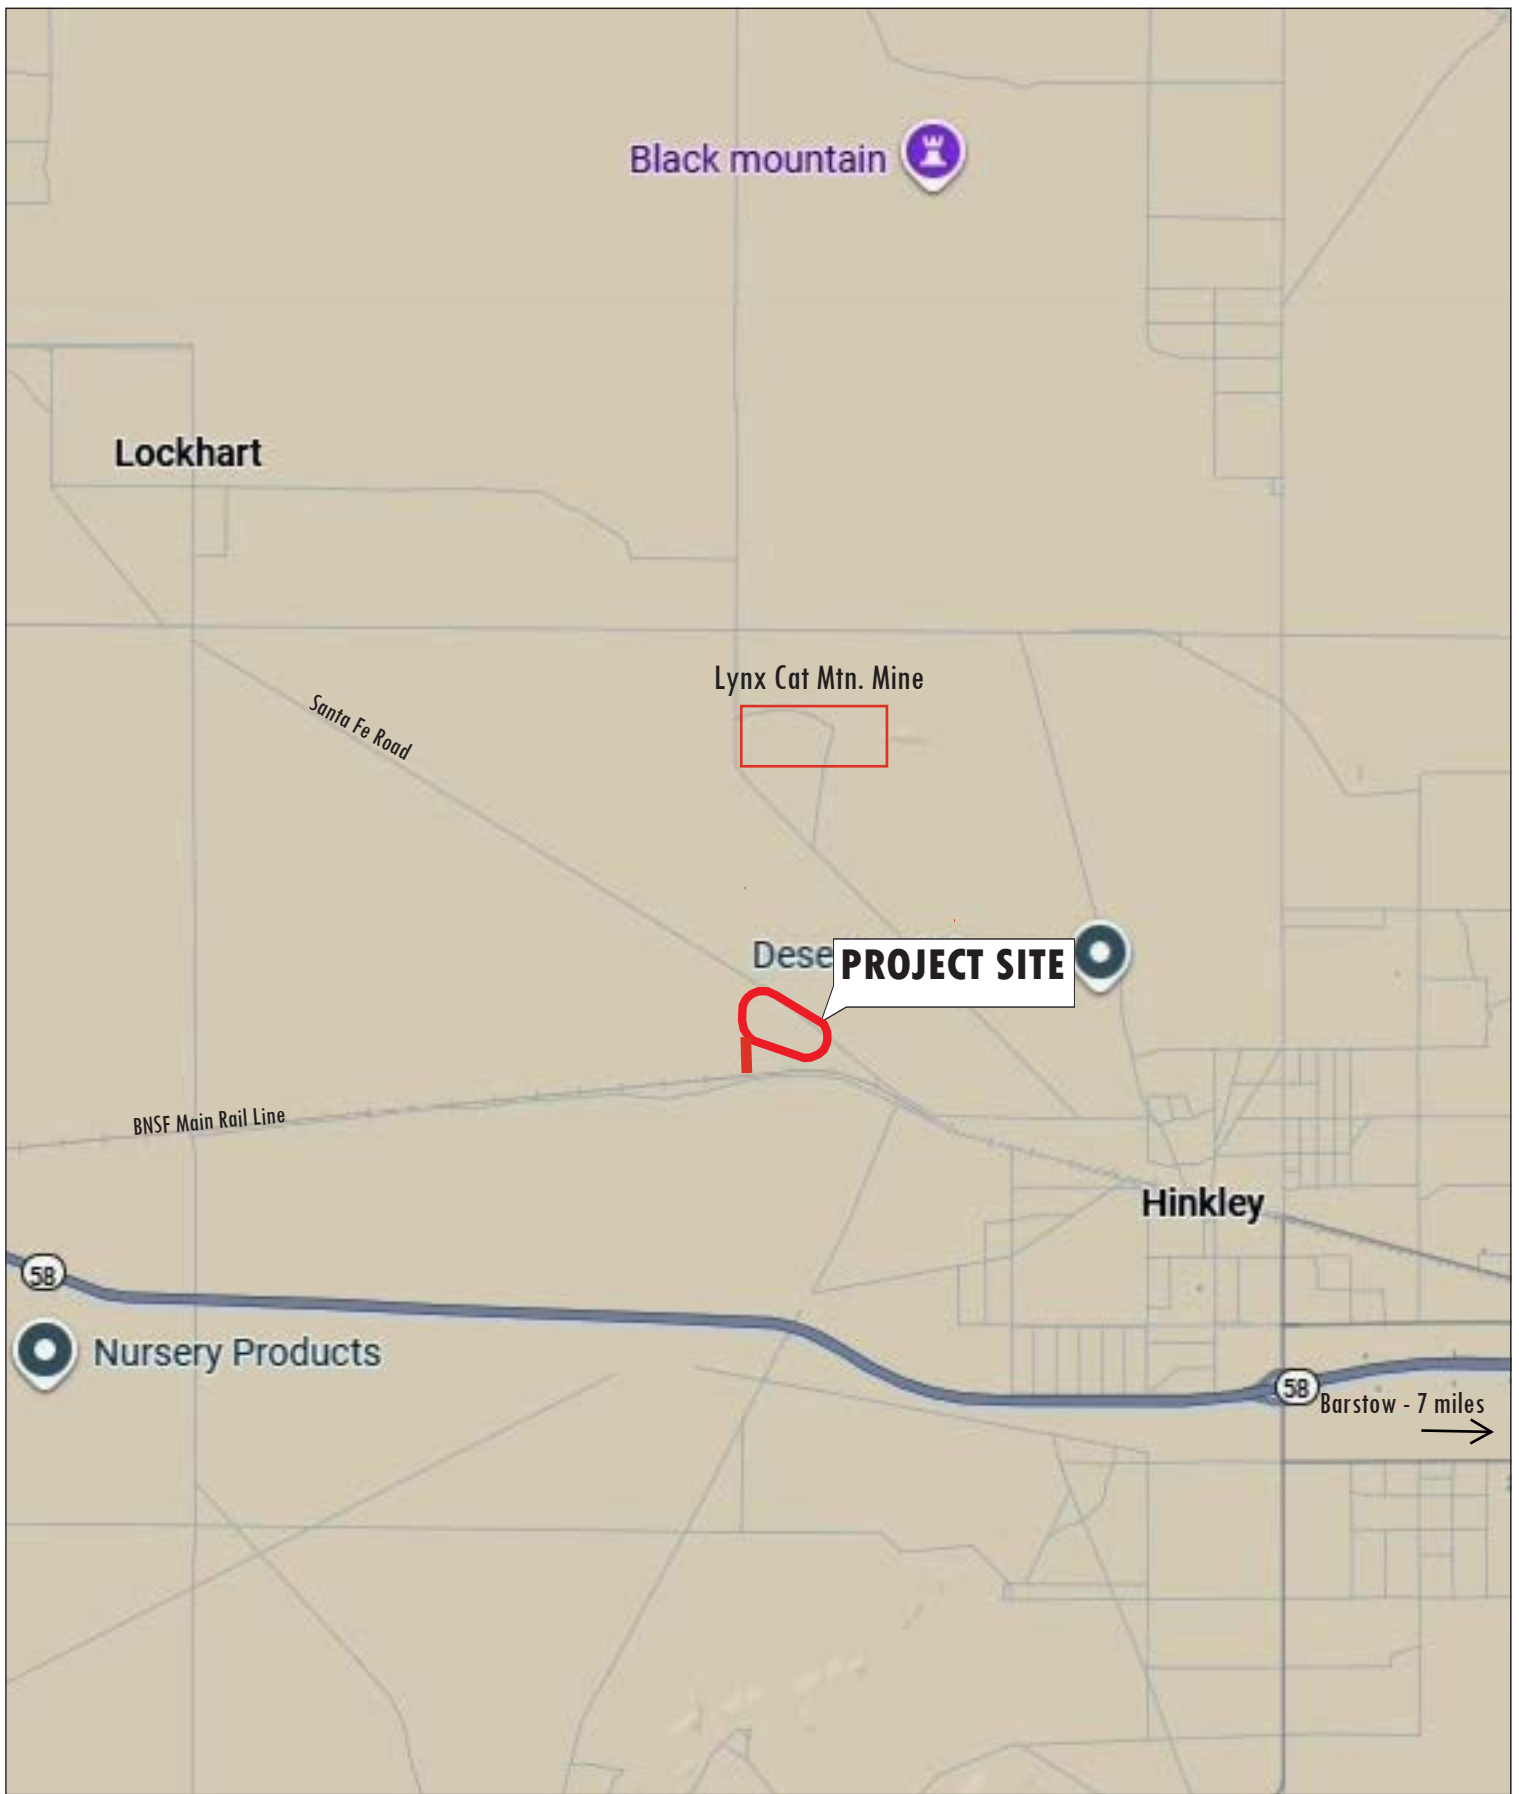 Black mountain
Lockhart
Lynx Cat Mtn. Mine
Santa Fe Road
Dese
PROJECT SITE
BNSF Main Rail Line
Hinkley
58
Nursery Products
58
Barstow - 7 miles